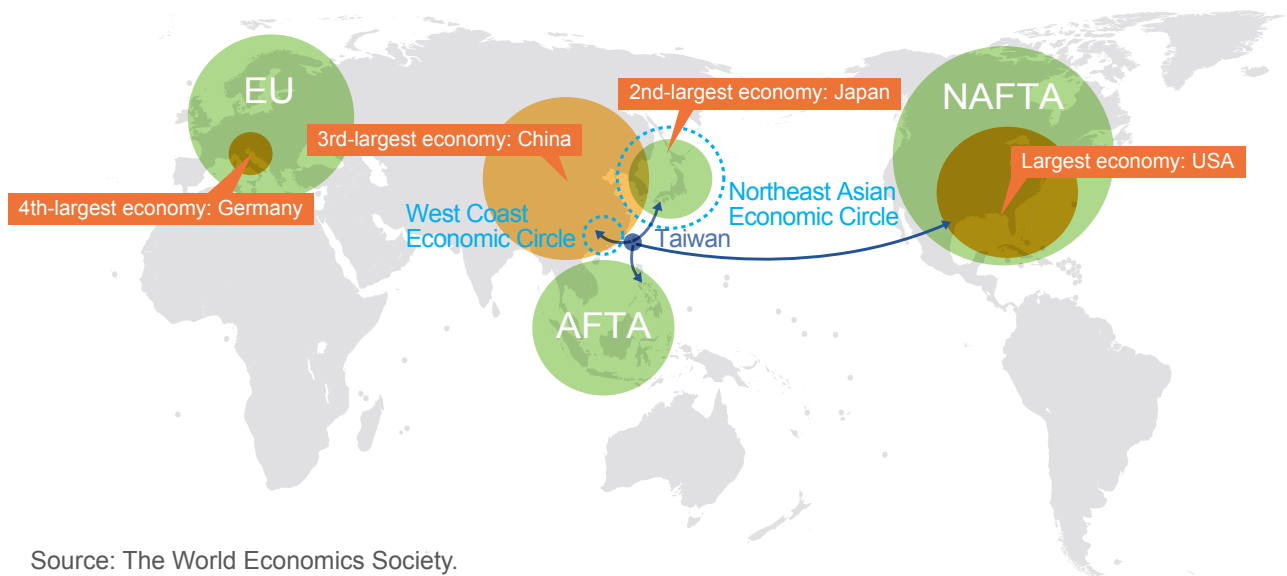 EU
2nd-largest economy: Japan
NAFTA
3rd-largest economy: China
Largest economy: USA
4th-largest economy: Germany
West Coast
Economic Circle
Northeast Asian
Economic Circle
Taiwan
AFTA
Source: The World Economics Society.